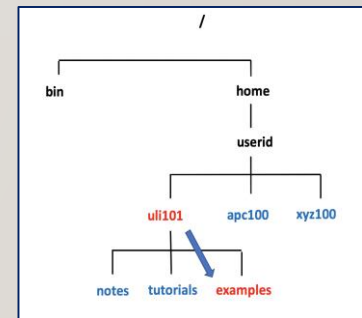 /
bin home
userid
uli101 apc100 xyz100
notes tutorials examples